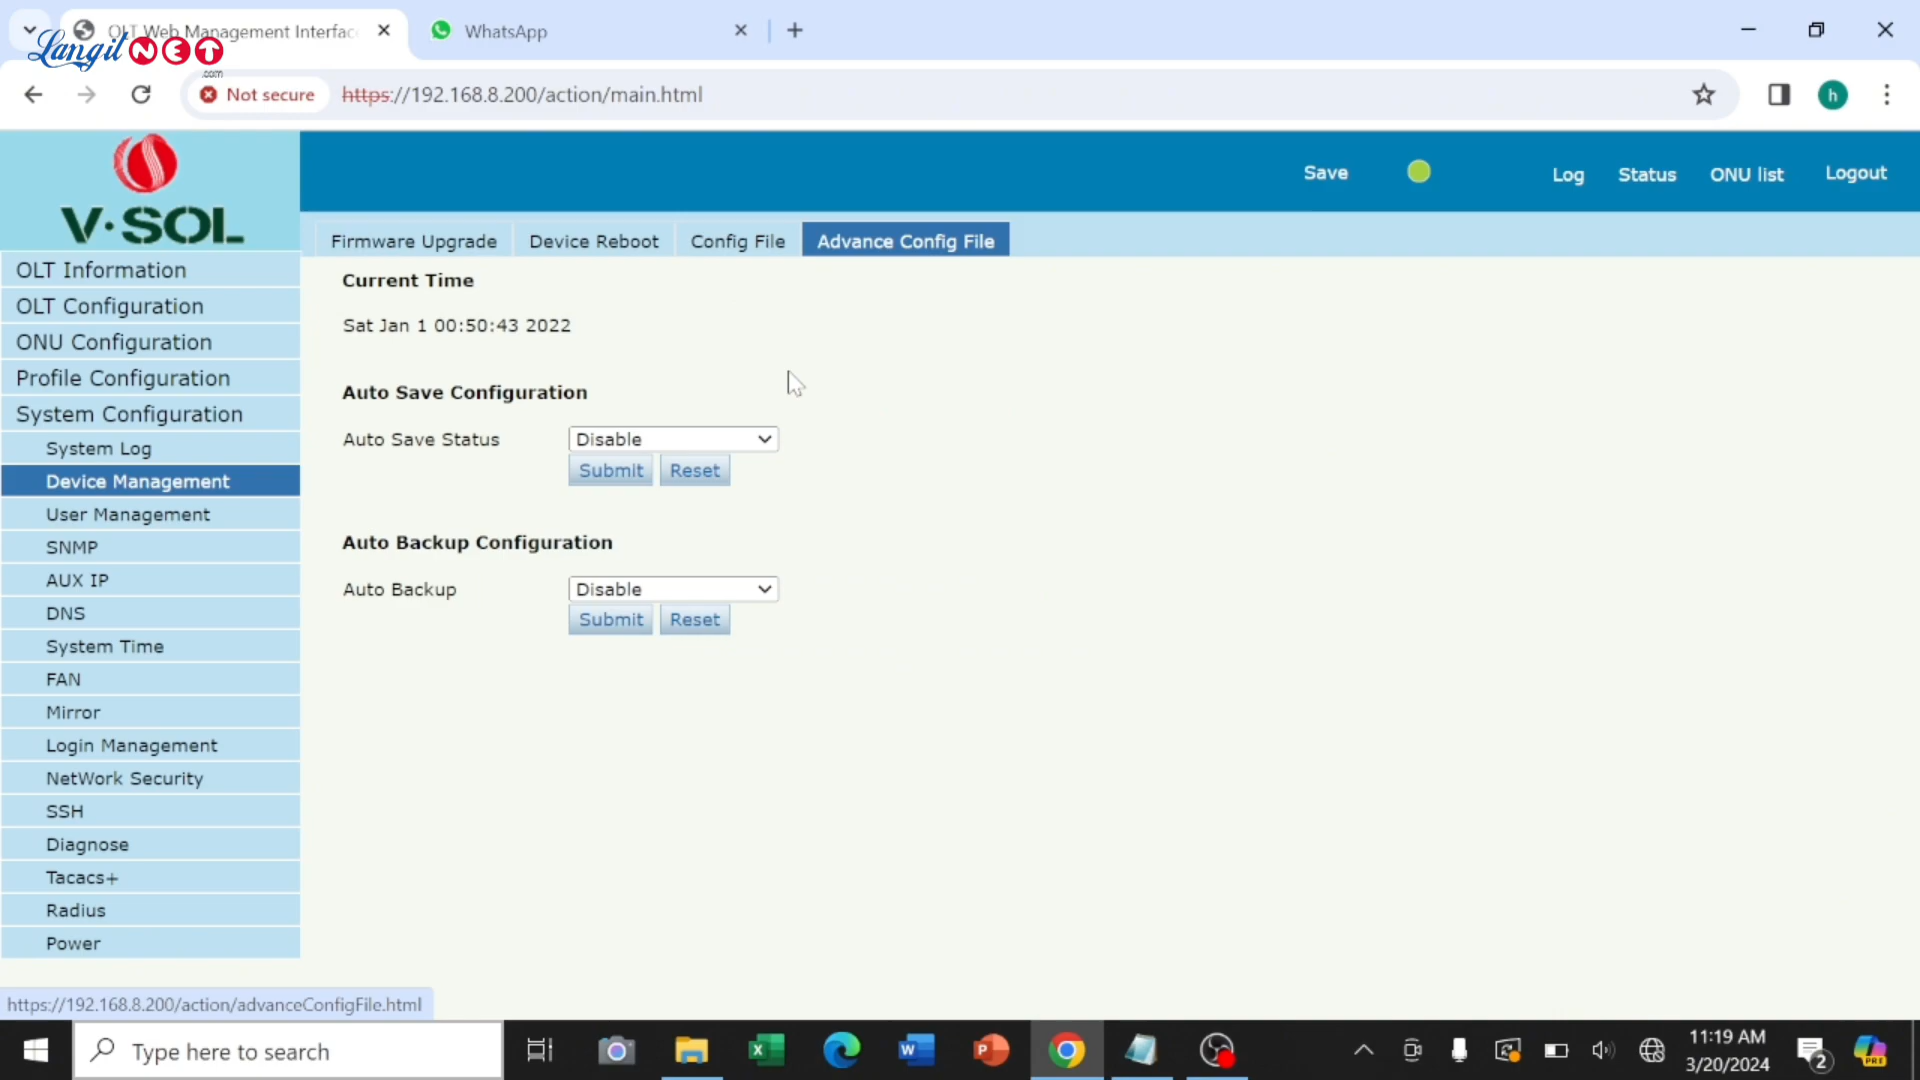 OLT Web Management Interfac
WhatsApp
Langit NET
.com
Not secure
https://192.168.8.200/action/main.html
h
V·SOL
Save
Log
Status
ONU list
Logout
Firmware Upgrade
Device Reboot
Config File
Advance Config File
OLT Information
OLT Configuration
ONU Configuration
Profile Configuration
System Configuration
System Log
Device Management
User Management
SNMP
AUX IP
DNS
System Time
FAN
Mirror
Login Management
NetWork Security
SSH
Diagnose
Tacacs+
Radius
Power
Current Time
Sat Jan 1 00:50:43 2022
Auto Save Configuration
Auto Save Status
Disable
Submit
Reset
Auto Backup Configuration
Auto Backup
Disable
Submit
Reset
https://192.168.8.200/action/advanceConfigFile.html
Type here to search
11:19 AM
3/20/2024
2
PRE